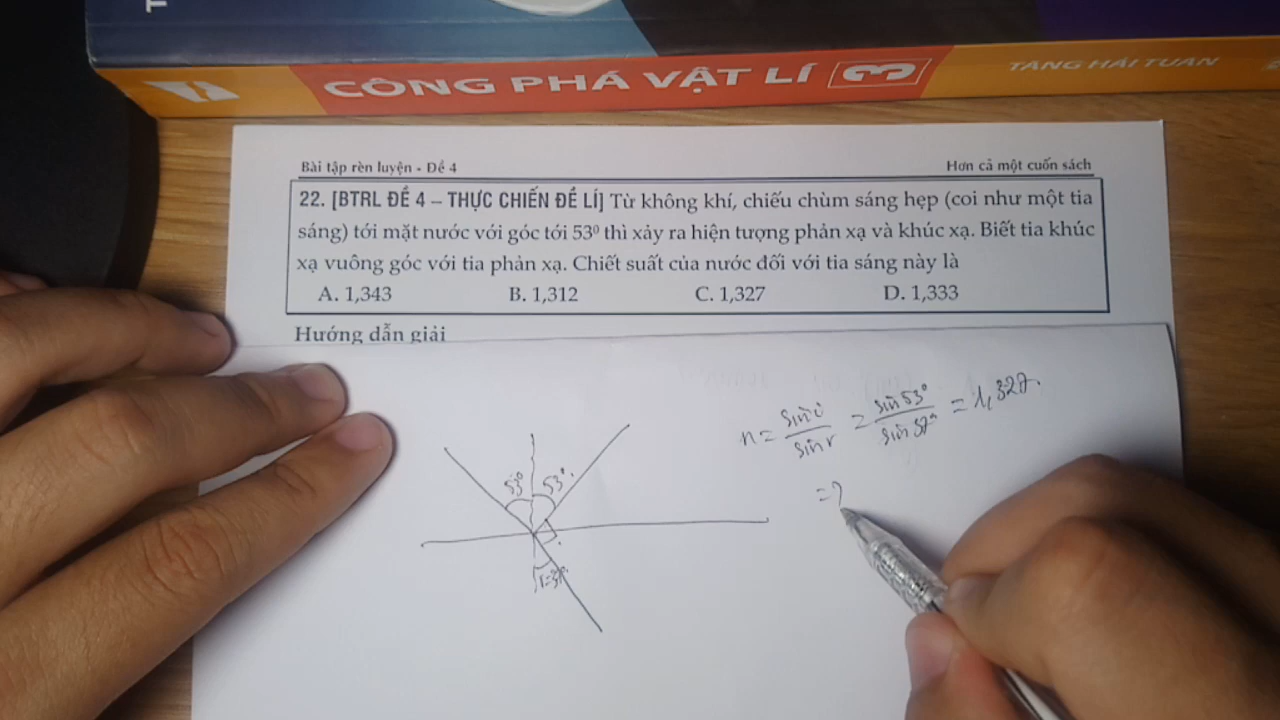 CÔNG PHÁ VẬT LÍ 3 TĂNG HẢI TUÂN
Bài tập rèn luyện - Đề 4 Hơn cả một cuốn sách
22. [BTRL ĐỀ 4 – THỰC CHIẾN ĐỀ LÍ] Từ không khí, chiếu chùm sáng hẹp (coi như một tia
sáng) tới mặt nước với góc tới 53⁰ thì xảy ra hiện tượng phản xạ và khúc xạ. Biết tia khúc
xạ vuông góc với tia phản xạ. Chiết suất của nước đối với tia sáng này là
A. 1,343 B. 1,312 C. 1,327 D. 1,333
Hướng dẫn giải
n = sin i / sin r = sin 53° / sin 37° = 1,327.
53° 53°.
r=37°